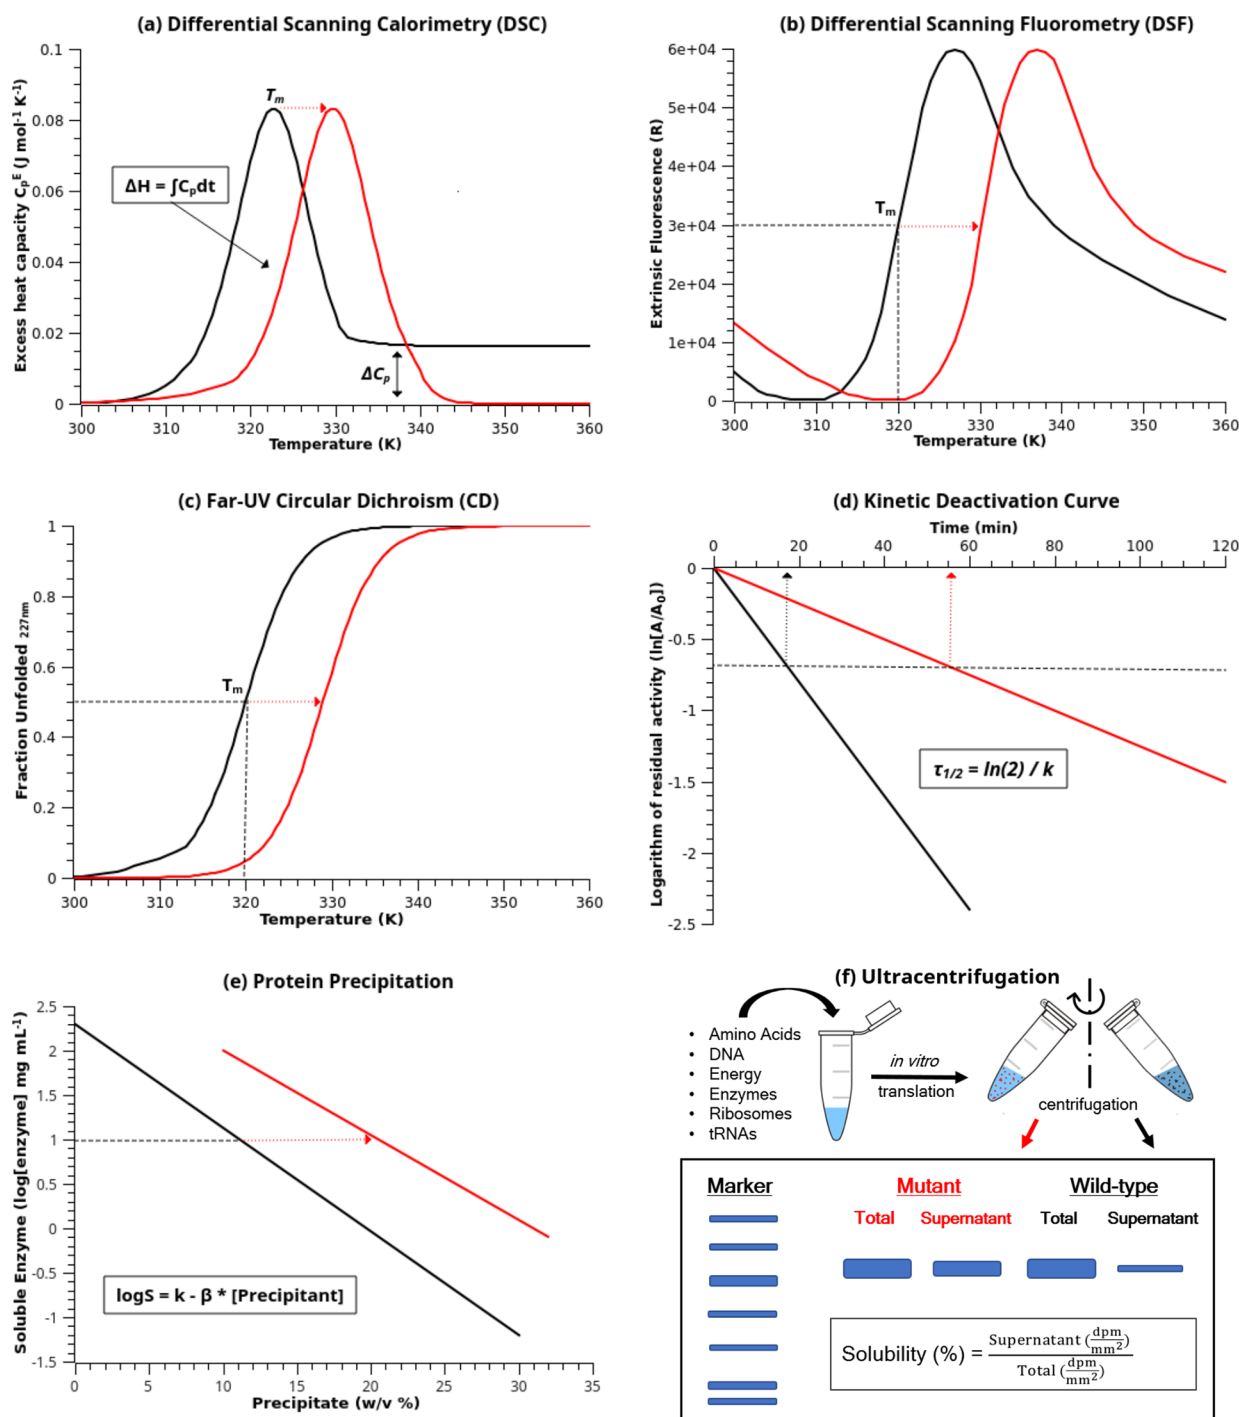 (a) Differential Scanning Calorimetry (DSC)
Excess heat capacity Cₚᴱ (J mol⁻¹ K⁻¹)
0.1
0.08
0.06
0.04
0.02
0
Tₘ
ΔH = ∫Cₚdt
ΔCₚ
300 310 320 330 340 350 360
Temperature (K)
(b) Differential Scanning Fluorometry (DSF)
Extrinsic Fluorescence (R)
6e+04
5e+04
4e+04
3e+04
2e+04
1e+04
0
Tₘ
300 310 320 330 340 350 360
Temperature (K)
(c) Far-UV Circular Dichroism (CD)
Fraction Unfolded 227nm
1
0.8
0.6
0.4
0.2
0
Tₘ
300 310 320 330 340 350 360
Temperature (K)
(d) Kinetic Deactivation Curve
Time (min)
0 20 40 60 80 100 120
Logarithm of residual activity (ln[A/A₀])
0
-0.5
-1
-1.5
-2
-2.5
τ1/2 = ln(2) / k
(e) Protein Precipitation
Soluble Enzyme (log[enzyme] mg mL⁻¹)
2.5
2
1.5
1
0.5
0
-0.5
-1
-1.5
logS = k - β * [Precipitant]
0 5 10 15 20 25 30 35
Precipitate (w/v %)
(f) Ultracentrifugation
• Amino Acids
• DNA
• Energy
• Enzymes
• Ribosomes
• tRNAs
in vitro
translation
centrifugation
Marker Mutant Wild-type
Total Supernatant Total Supernatant
Solubility (%) = Supernatant (dpm/mm²) / Total (dpm/mm²)